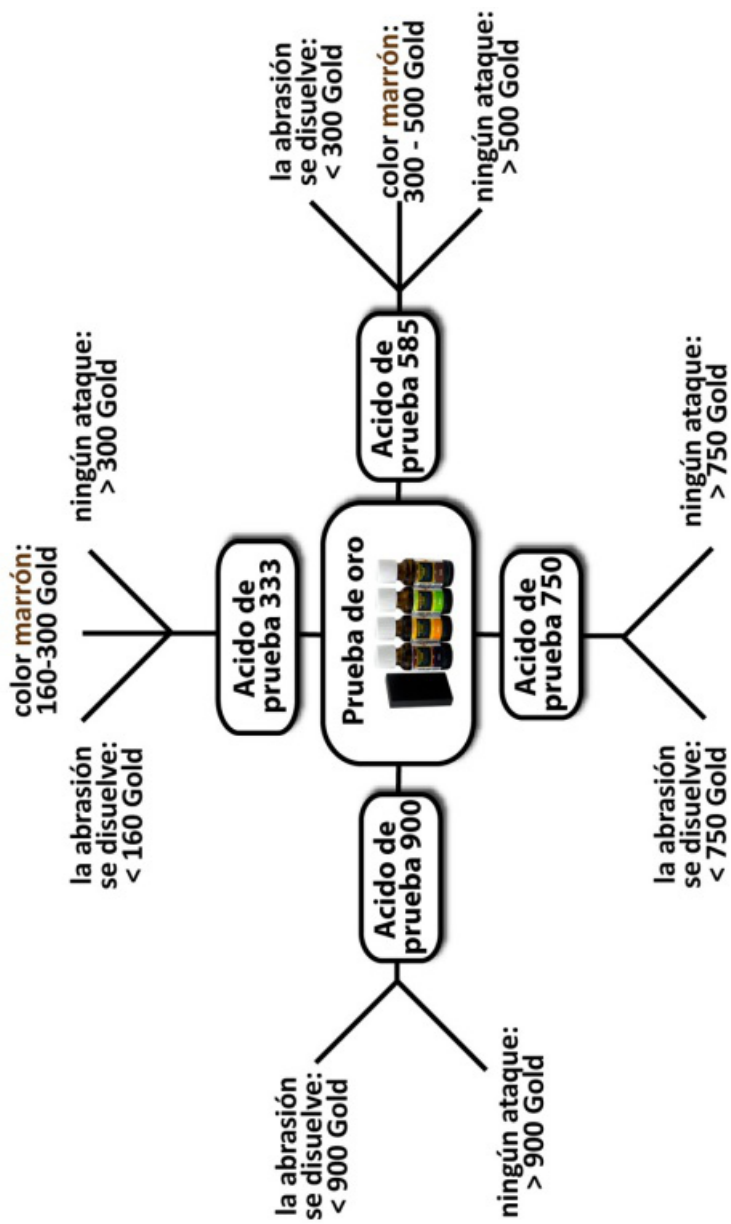 color marrón:
160-300 Gold
la abrasión
se disuelve:
< 160 Gold
ningún ataque:
> 300 Gold
Acido de
prueba 333
la abrasión
se disuelve:
< 900 Gold
ningún ataque:
> 900 Gold
Acido de
prueba 900
Prueba de oro
Acido de
prueba 585
la abrasión
se disuelve:
< 300 Gold
color marrón:
300 - 500 Gold
ningún ataque:
> 500 Gold
Acido de
prueba 750
la abrasión
se disuelve:
< 750 Gold
ningún ataque:
> 750 Gold